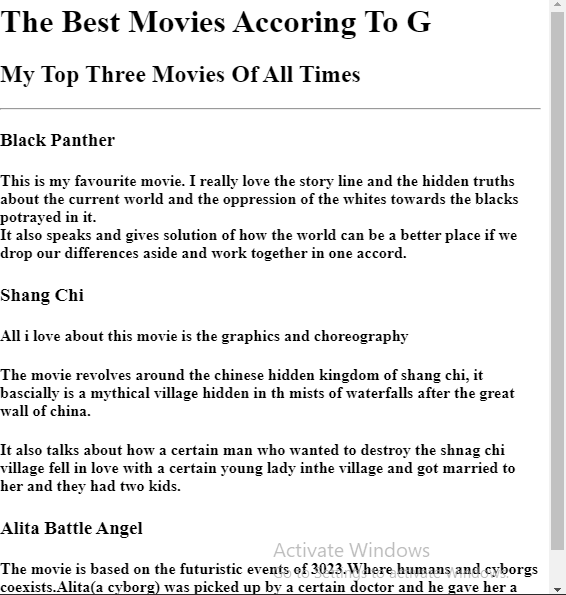 The Best Movies Accoring To G
My Top Three Movies Of All Times
Black Panther
This is my favourite movie. I really love the story line and the hidden truths
about the current world and the oppression of the whites towards the blacks
potrayed in it.
It also speaks and gives solution of how the world can be a better place if we
drop our differences aside and work together in one accord.
Shang Chi
All i love about this movie is the graphics and choreography
The movie revolves around the chinese hidden kingdom of shang chi, it
bascially is a mythical village hidden in th mists of waterfalls after the great
wall of china.
It also talks about how a certain man who wanted to destroy the shnag chi
village fell in love with a certain young lady inthe village and got married to
her and they had two kids.
Alita Battle Angel
Activate Windows
The movie is based on the futuristic events of 3023.Where humans and cyborgs
Go to Settings to activate Windows.
coexists.Alita(a cyborg) was picked up by a certain doctor and he gave her a